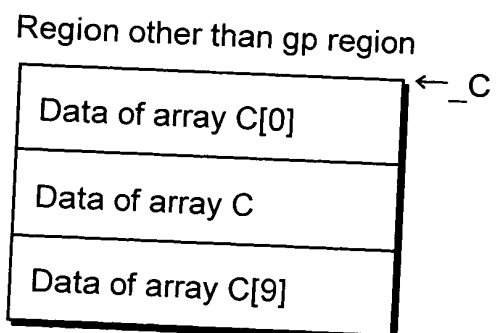 Region other than gp region
←_C
Data of array C[0]
Data of array C
Data of array C[9]